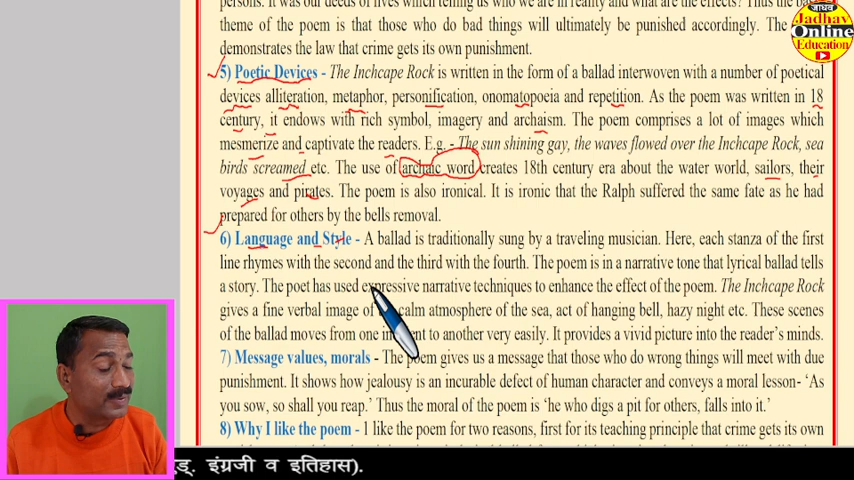 persons. It was our deeds of lives which telling us who we are in reality and what are the effects? Thus the
theme of the poem is that those who do bad things will ultimately be punished accordingly. The
demonstrates the law that crime gets its own punishment.
5) Poetic Devices - The Inchcape Rock is written in the form of a ballad interwoven with a number of poetical
devices alliteration, metaphor, personification, onomatopoeia and repetition. As the poem was written in 18
century, it endows with rich symbol, imagery and archaism. The poem comprises a lot of images which
mesmerize and captivate the readers. E.g. - The sun shining gay, the waves flowed over the Inchcape Rock, sea
birds screamed etc. The use of archaic word creates 18th century era about the water world, sailors, their
voyages and pirates. The poem is also ironical. It is ironic that the Ralph suffered the same fate as he had
prepared for others by the bells removal.
6) Language and Style - A ballad is traditionally sung by a traveling musician. Here, each stanza of the first
line rhymes with the second and the third with the fourth. The poem is in a narrative tone that lyrical ballad tells
a story. The poet has used expressive narrative techniques to enhance the effect of the poem. The Inchcape Rock
gives a fine verbal image of calm atmosphere of the sea, act of hanging bell, hazy night etc. These scenes
of the ballad moves from one to another very easily. It provides a vivid picture into the reader's minds.
7) Message values, morals - The poem gives us a message that those who do wrong things will meet with due
punishment. It shows how jealousy is an incurable defect of human character and conveys a moral lesson- 'As
you sow, so shall you reap.' Thus the moral of the poem is 'he who digs a pit for others, falls into it.'
8) Why I like the poem - I like the poem for two reasons, first for its teaching principle that crime gets its own
जाधव
Jadhav
Online
Education
इंग्रजी व इतिहास).